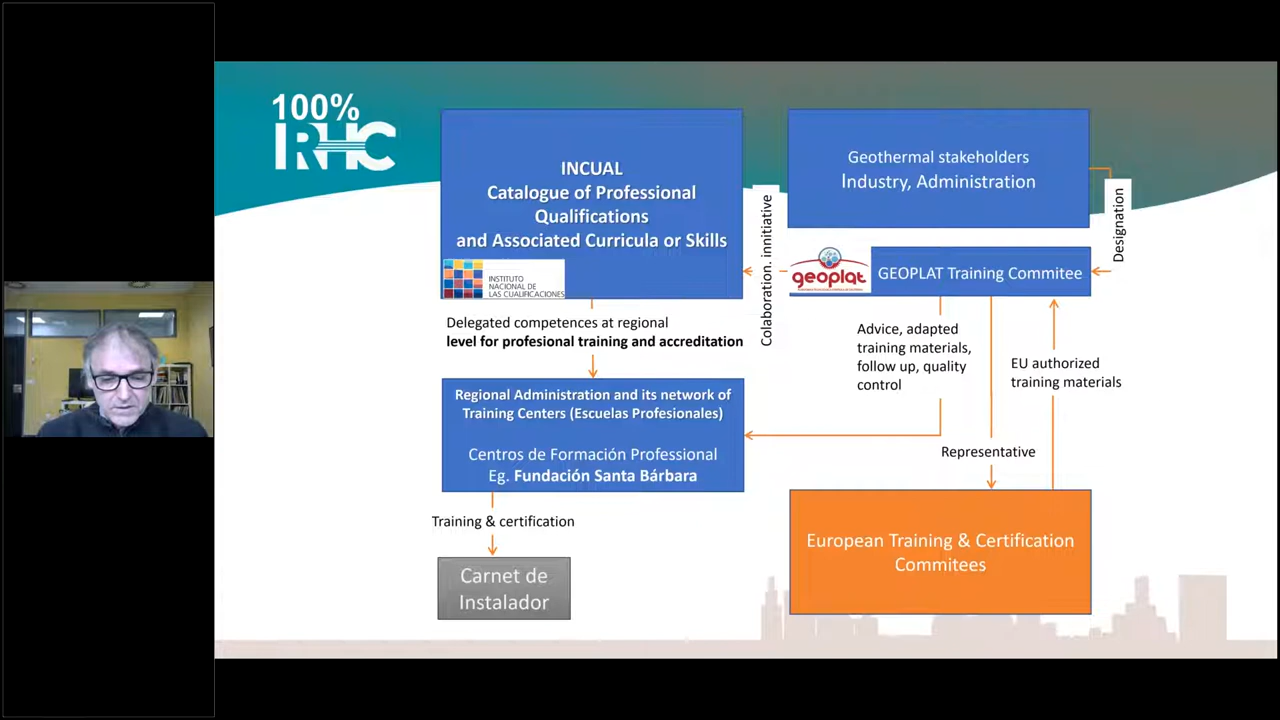 100%
RHC
INCUAL
Catalogue of Professional
Qualifications
and Associated Curricula or Skills
INSTITUTO
NACIONAL DE
LAS CUALIFICACIONES
Geothermal stakeholders
Industry, Administration
Colaboration. innitiative
Designation
geoplat
GEOPLAT Training Commitee
Delegated competences at regional
level for profesional training and accreditation
Advice, adapted
training materials,
follow up, quality
control
EU authorized
training materials
Regional Administration and its network of
Training Centers (Escuelas Profesionales)
Centros de Formación Professional
Eg. Fundación Santa Bárbara
Representative
Training & certification
European Training & Certification
Commitees
Carnet de
Instalador